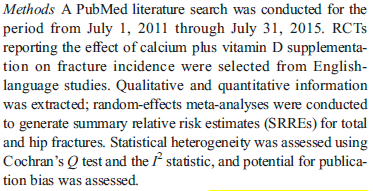 Methods A PubMed literature search was conducted for the
period from July 1, 2011 through July 31, 2015. RCTs
reporting the effect of calcium plus vitamin D supplementa-
tion on fracture incidence were selected from English-
language studies. Qualitative and quantitative information
was extracted; random-effects meta-analyses were conducted
to generate summary relative risk estimates (SRREs) for total
and hip fractures. Statistical heterogeneity was assessed using
Cochran's Q test and the I² statistic, and potential for publica-
tion bias was assessed.